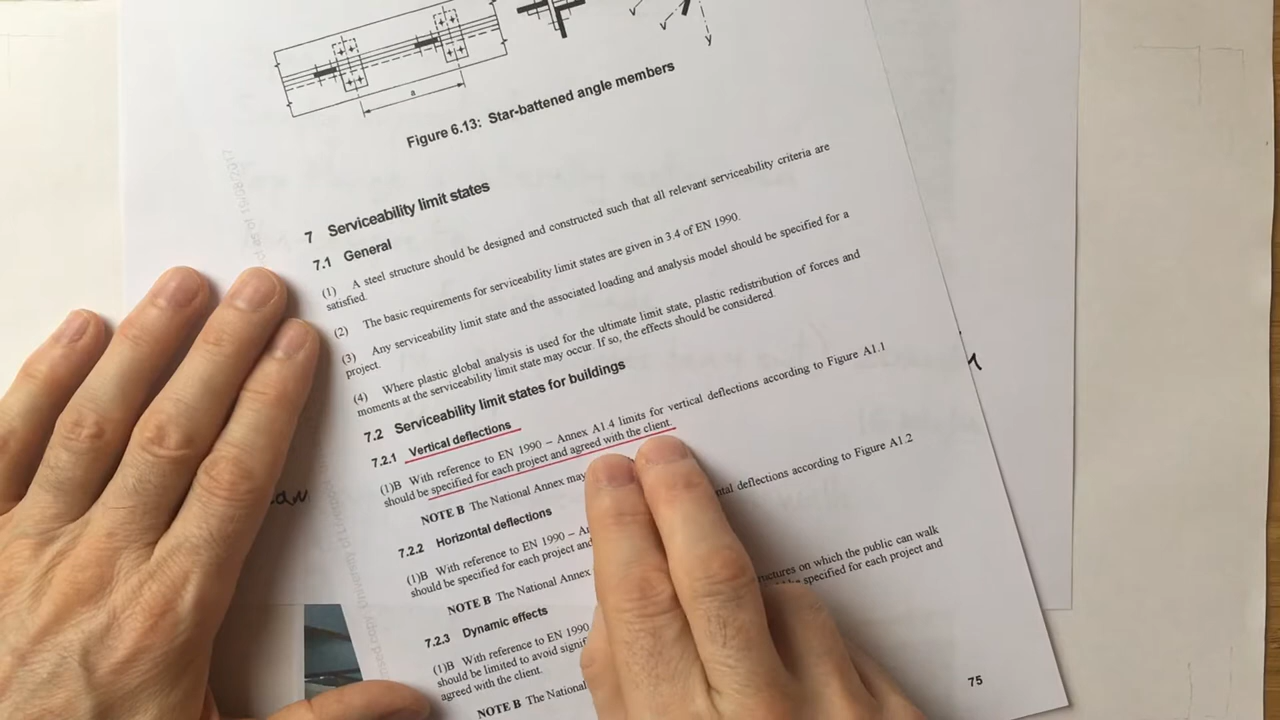 a
v
v
y
Figure 6.13: Star-battened angle members
7 Serviceability limit states
7.1 General
(1) A steel structure should be designed and constructed such that all relevant serviceability criteria are
satisfied.
(2) The basic requirements for serviceability limit states are given in 3.4 of EN 1990.
(3) Any serviceability limit state and the associated loading and analysis model should be specified for a
project.
(4) Where plastic global analysis is used for the ultimate limit state, plastic redistribution of forces and
moments at the serviceability limit state may occur. If so, the effects should be considered.
7.2 Serviceability limit states for buildings
7.2.1 Vertical deflections
(1)B With reference to EN 1990 – Annex A1.4 limits for vertical deflections according to Figure A1.1
should be specified for each project and agreed with the client.
NOTE B The National Annex may
7.2.2 Horizontal deflections
(1)B With reference to EN 1990 – deflections according to Figure A1.2
should be specified for each project and
NOTE B The National Annex
7.2.3 Dynamic effects
(1)B With reference to EN 1990 on which the public can walk
should be limited to avoid specified for each project and
agreed with the client.
NOTE B The National
75